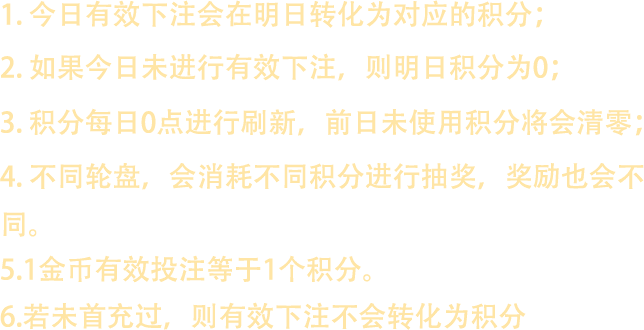 1. 今日有效下注会在明日转化为对应的积分；
2. 如果今日未进行有效下注，则明日积分为0；
3. 积分每日0点进行刷新，前日未使用积分将会清零；
4. 不同轮盘，会消耗不同积分进行抽奖，奖励也会不
同。
5.1金币有效投注等于1个积分。
6.若未首充过，则有效下注不会转化为积分